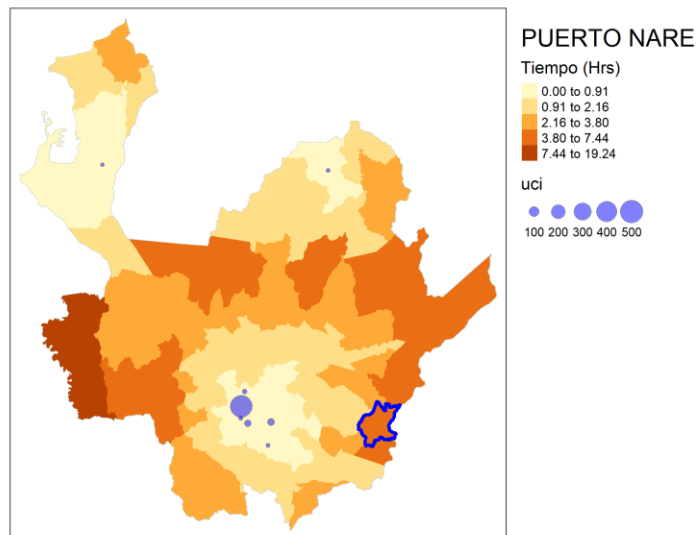 PUERTO NARE
Tiempo (Hrs)
0.00 to 0.91
0.91 to 2.16
2.16 to 3.80
3.80 to 7.44
7.44 to 19.24
uci
100 200 300 400 500